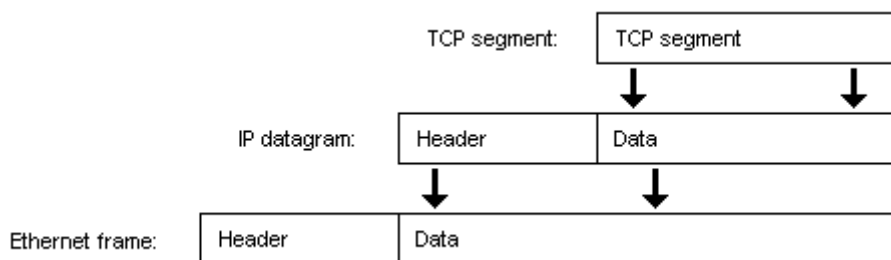 TCP segment: TCP segment
IP datagram: Header Data
Ethernet frame: Header Data